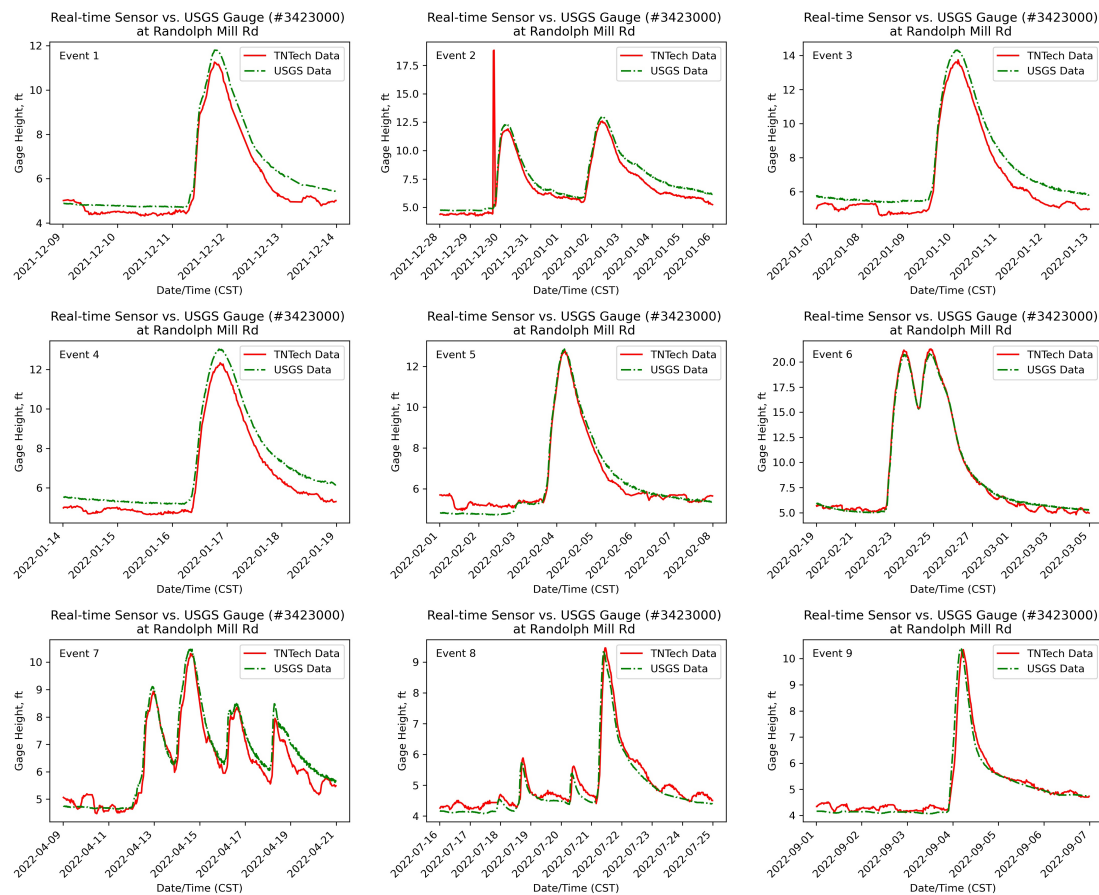 Real-time Sensor vs. USGS Gauge (#3423000)
at Randolph Mill Rd
Event 1
TNTech Data
USGS Data
Gage Height, ft
12
10
8
6
4
2021-12-09
2021-12-10
2021-12-11
2021-12-12
2021-12-13
2021-12-14
Date/Time (CST)
Real-time Sensor vs. USGS Gauge (#3423000)
at Randolph Mill Rd
Event 2
TNTech Data
USGS Data
Gage Height, ft
17.5
15.0
12.5
10.0
7.5
5.0
2021-12-28
2021-12-29
2021-12-30
2021-12-31
2022-01-01
2022-01-02
2022-01-03
2022-01-04
2022-01-05
2022-01-06
Date/Time (CST)
Real-time Sensor vs. USGS Gauge (#3423000)
at Randolph Mill Rd
Event 3
TNTech Data
USGS Data
Gage Height, ft
14
12
10
8
6
2022-01-07
2022-01-08
2022-01-09
2022-01-10
2022-01-11
2022-01-12
2022-01-13
Date/Time (CST)
Real-time Sensor vs. USGS Gauge (#3423000)
at Randolph Mill Rd
Event 4
TNTech Data
USGS Data
Gage Height, ft
12
10
8
6
2022-01-14
2022-01-15
2022-01-16
2022-01-17
2022-01-18
2022-01-19
Date/Time (CST)
Real-time Sensor vs. USGS Gauge (#3423000)
at Randolph Mill Rd
Event 5
TNTech Data
USGS Data
Gage Height, ft
12
10
8
6
2022-02-01
2022-02-02
2022-02-03
2022-02-04
2022-02-05
2022-02-06
2022-02-07
2022-02-08
Date/Time (CST)
Real-time Sensor vs. USGS Gauge (#3423000)
at Randolph Mill Rd
Event 6
TNTech Data
USGS Data
Gage Height, ft
20.0
17.5
15.0
12.5
10.0
7.5
5.0
2022-02-19
2022-02-21
2022-02-23
2022-02-25
2022-02-27
2022-03-01
2022-03-03
2022-03-05
Date/Time (CST)
Real-time Sensor vs. USGS Gauge (#3423000)
at Randolph Mill Rd
Event 7
TNTech Data
USGS Data
Gage Height, ft
10
9
8
7
6
5
2022-04-09
2022-04-11
2022-04-13
2022-04-15
2022-04-17
2022-04-19
2022-04-21
Date/Time (CST)
Real-time Sensor vs. USGS Gauge (#3423000)
at Randolph Mill Rd
Event 8
TNTech Data
USGS Data
Gage Height, ft
9
8
7
6
5
4
2022-07-16
2022-07-17
2022-07-18
2022-07-19
2022-07-20
2022-07-21
2022-07-22
2022-07-23
2022-07-24
2022-07-25
Date/Time (CST)
Real-time Sensor vs. USGS Gauge (#3423000)
at Randolph Mill Rd
Event 9
TNTech Data
USGS Data
Gage Height, ft
10
9
8
7
6
5
4
2022-09-01
2022-09-02
2022-09-03
2022-09-04
2022-09-05
2022-09-06
2022-09-07
Date/Time (CST)